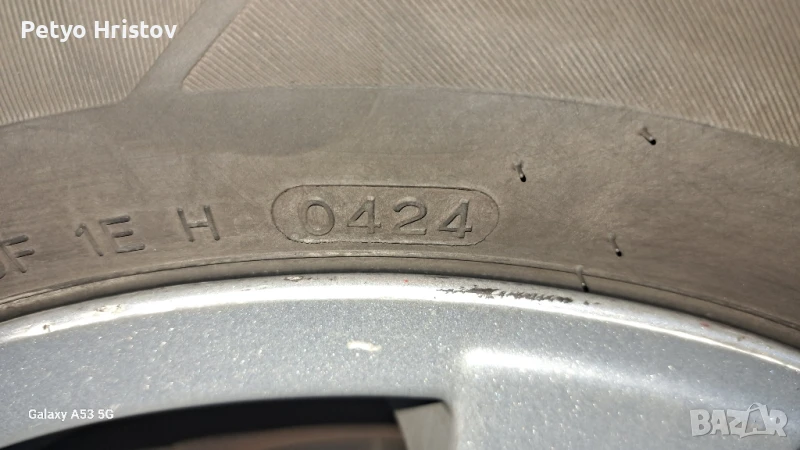 Petyo Hristov
1E H 0424
Galaxy A53 5G
BAZAR